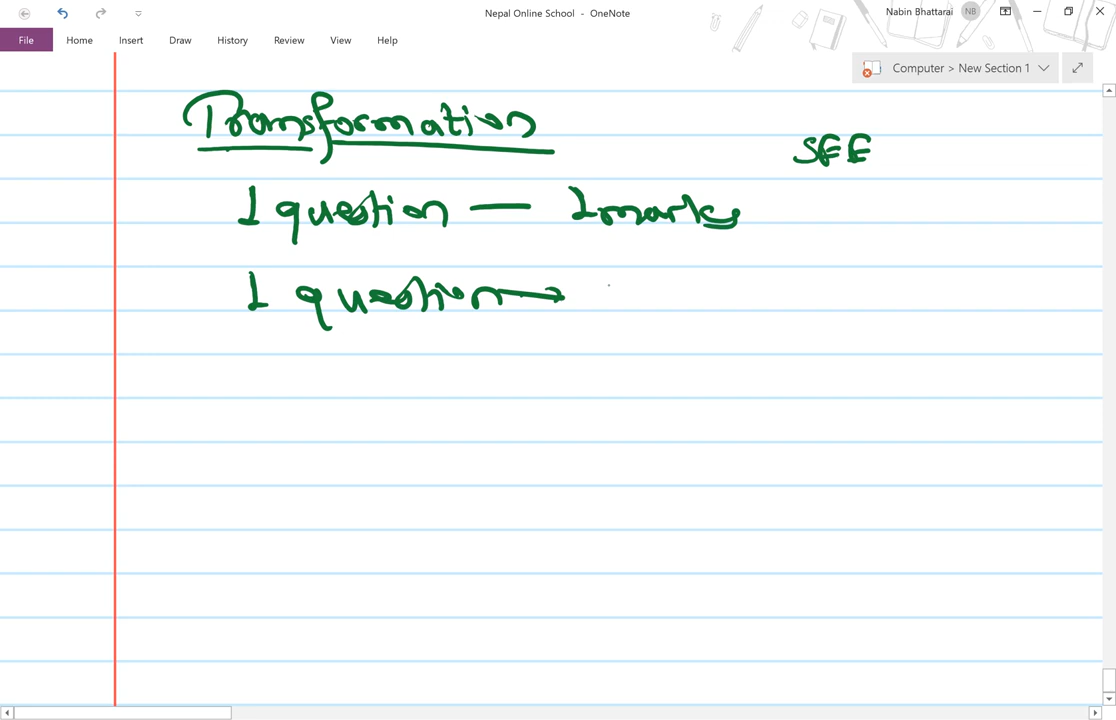 Nepal Online School - OneNote
Nabin Bhattarai NB
File Home Insert Draw History Review View Help
Computer > New Section 1
Transformation
SEE
1 question — 1 marks
1 question →